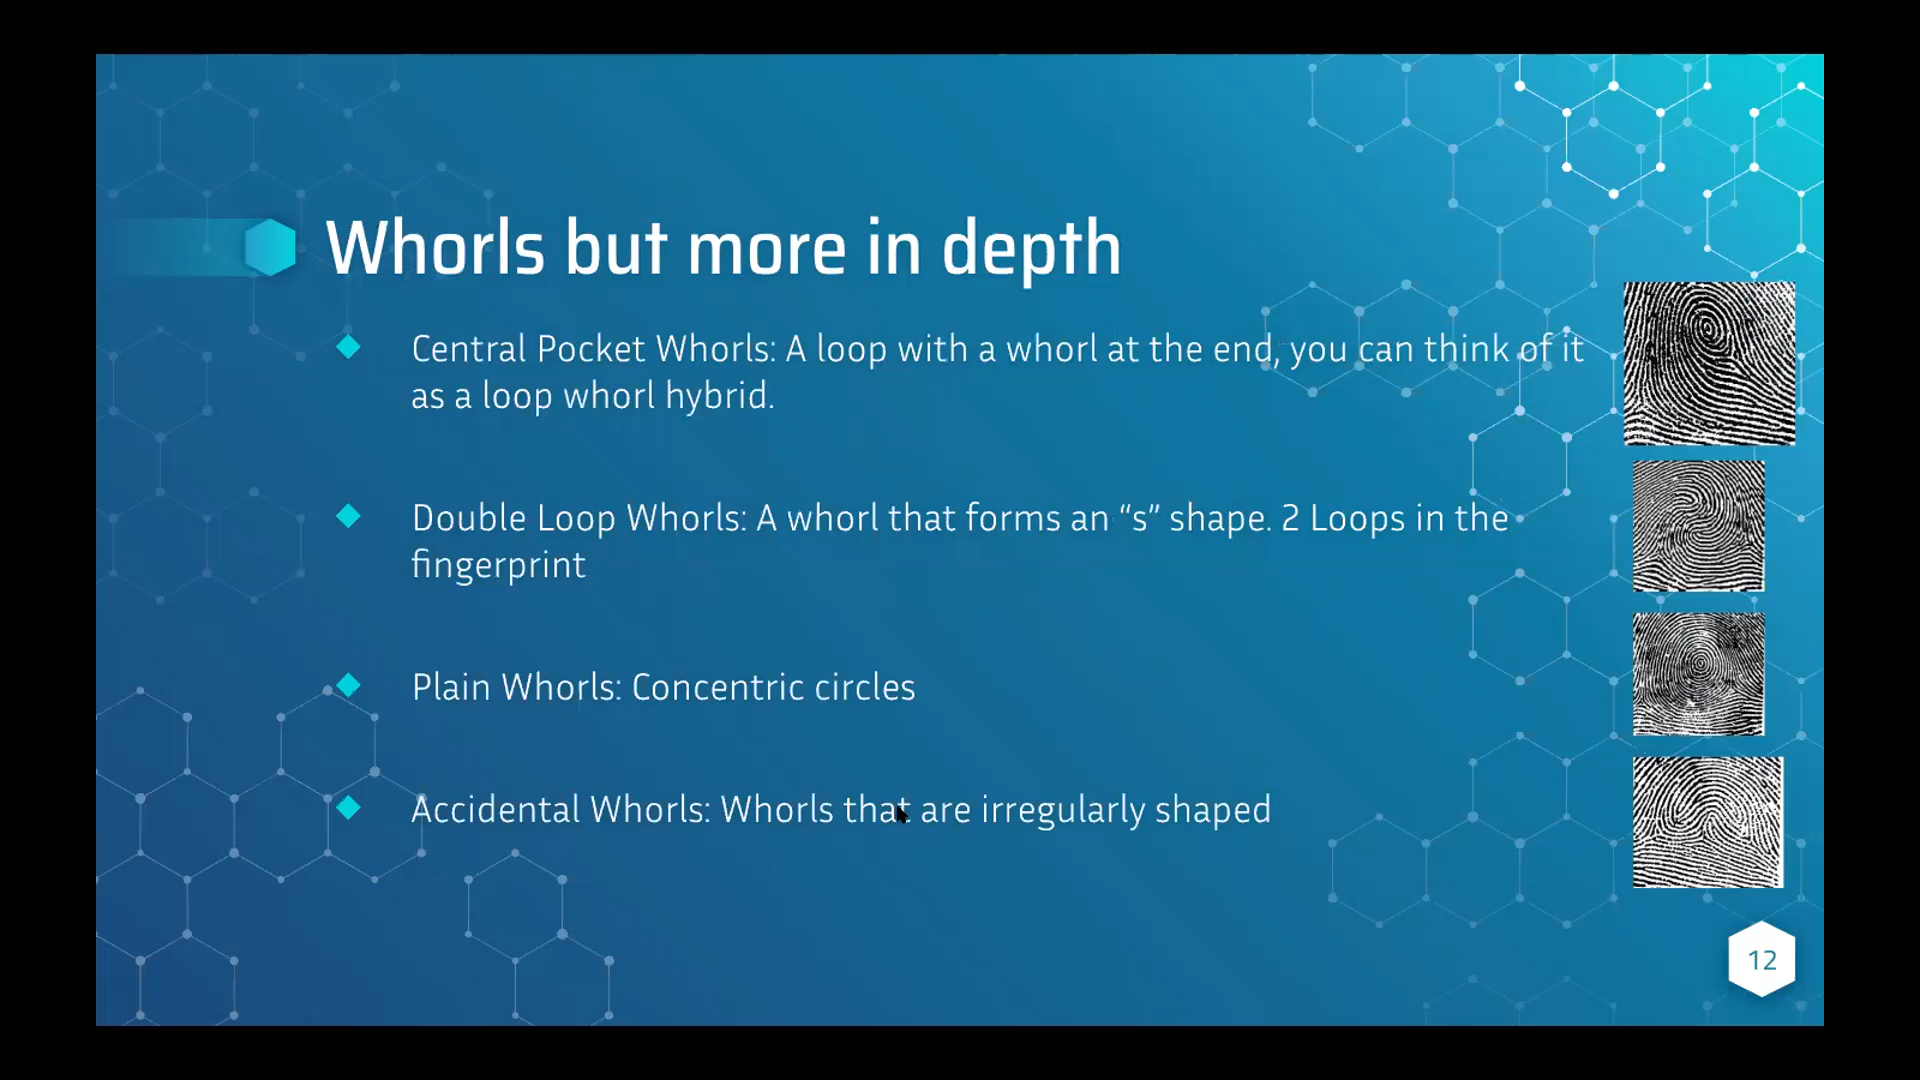 Whorls but more in depth
Central Pocket Whorls: A loop with a whorl at the end, you can think of it
as a loop whorl hybrid.
Double Loop Whorls: A whorl that forms an “s” shape. 2 Loops in the
fingerprint
Plain Whorls: Concentric circles
Accidental Whorls: Whorls that are irregularly shaped
12